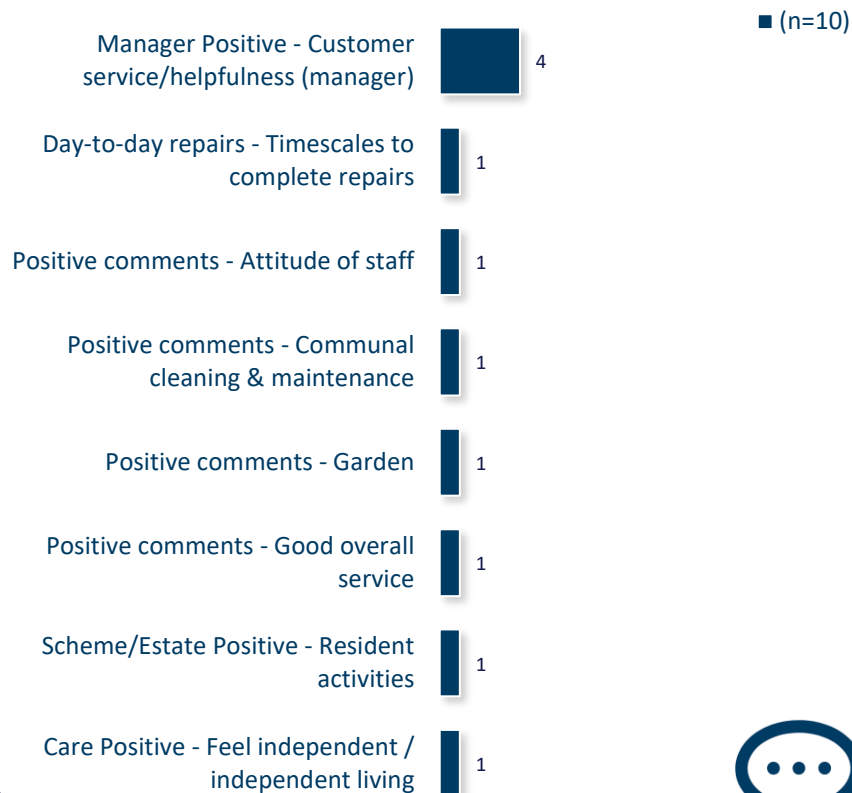 (n=10)
Manager Positive - Customer
service/helpfulness (manager)
4
Day-to-day repairs - Timescales to
complete repairs
1
Positive comments - Attitude of staff
1
Positive comments - Communal
cleaning & maintenance
1
Positive comments - Garden
1
Positive comments - Good overall
service
1
Scheme/Estate Positive - Resident
activities
1
Care Positive - Feel independent /
independent living
1